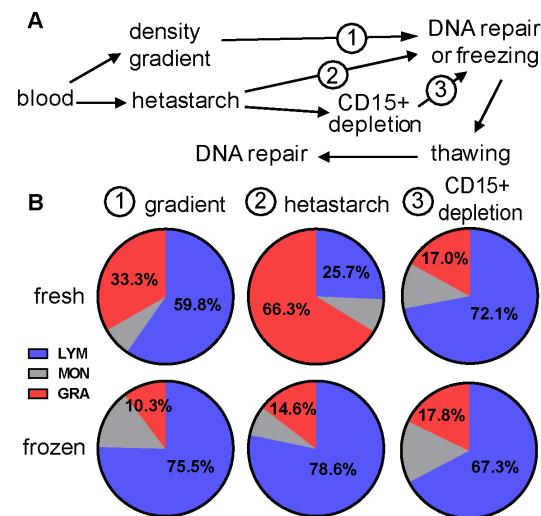 A
density
gradient
1
DNA repair
or freezing
2
blood
hetastarch
3
CD15+
depletion
DNA repair
thawing
B
1 gradient
2 hetastarch
3 CD15+
depletion
fresh
33.3%
59.8%
25.7%
66.3%
17.0%
72.1%
LYM
MON
GRA
frozen
10.3%
75.5%
14.6%
78.6%
17.8%
67.3%